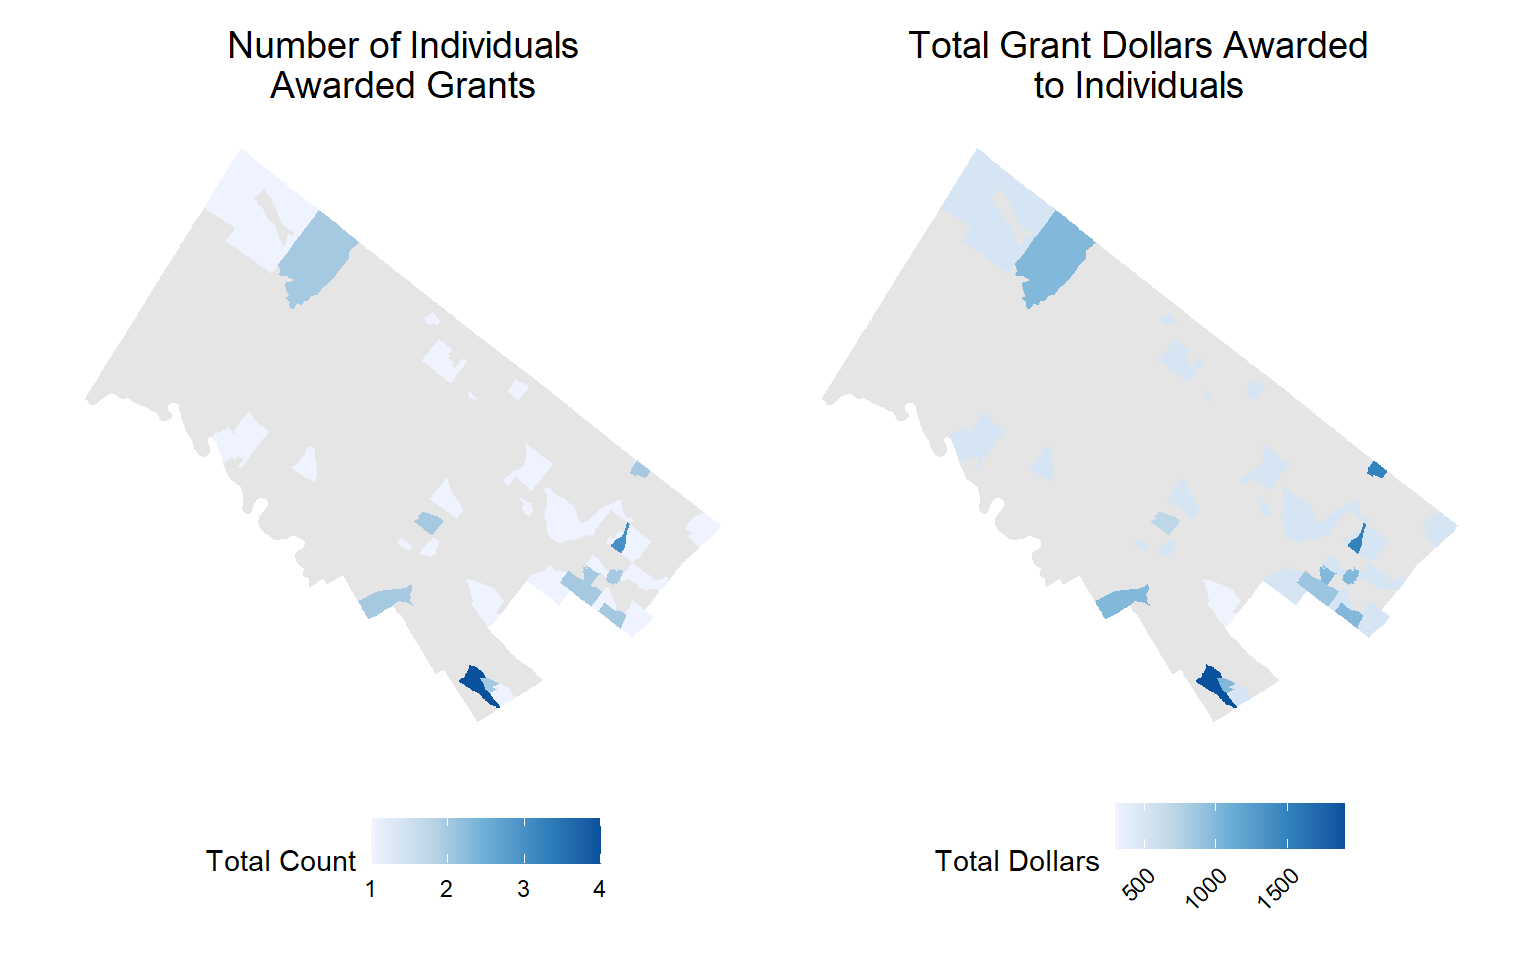 Number of Individuals
Awarded Grants
Total Grant Dollars Awarded
to Individuals
Total Count
1 2 3 4
Total Dollars
500 1000 1500